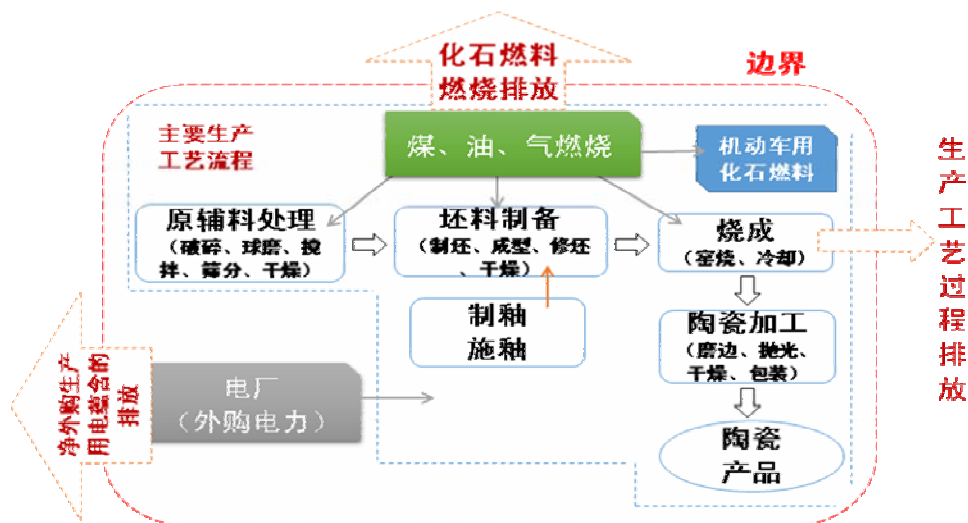 化石燃料
燃烧排放
边界
主要生产
工艺流程
煤、油、气燃烧
机动车用
化石燃料
原辅料处理
（破碎、球磨、搅
拌、筛分、干燥）
坯料制备
（制坯、成型、修坯
、干燥）
烧成
（窑烧、冷却）
生产工艺过程排放
制釉
施釉
陶瓷加工
（磨边、抛光、
干燥、包装）
净外购生产
用电蕴含的
排放
电厂
（外购电力）
陶瓷
产品